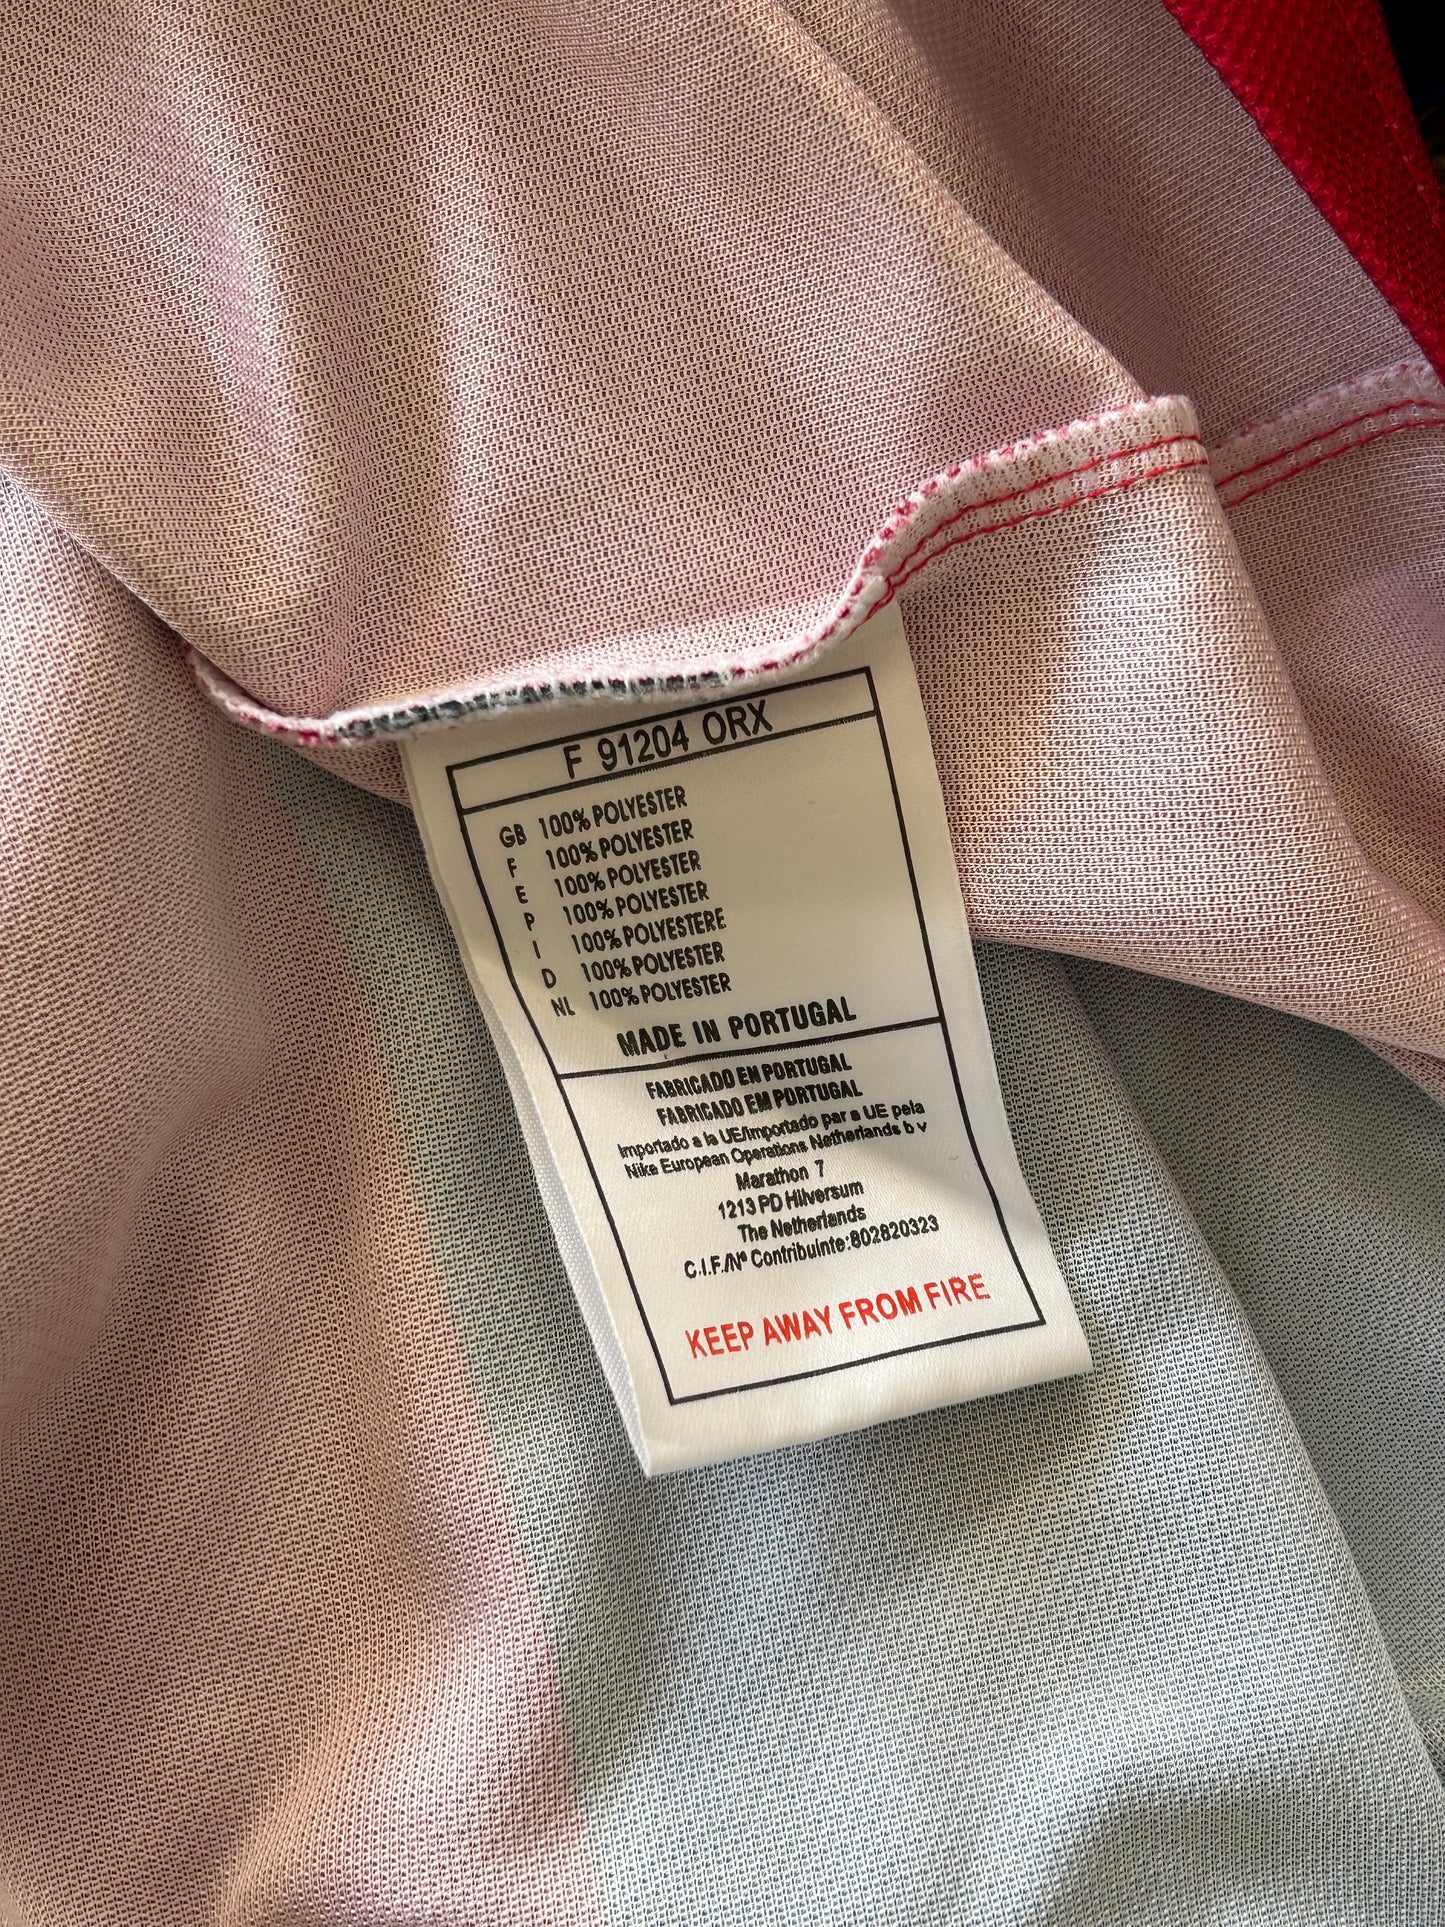 F 91204 ORX
GB 100% POLYESTER
F 100% POLYESTER
E 100% POLYESTER
P 100% POLYESTER
I 100% POLYESTERE
D 100% POLYESTER
NL 100% POLYESTER
MADE IN PORTUGAL
FABRICADO EN PORTUGAL
FABRICADO EM PORTUGAL
Importado a la UE/Importado par a UE pela
Nike European Operations Netherlands b v
Marathon 7
1213 PD Hilversum
The Netherlands
C.I.F./Nº Contribuinte:802820323
KEEP AWAY FROM FIRE